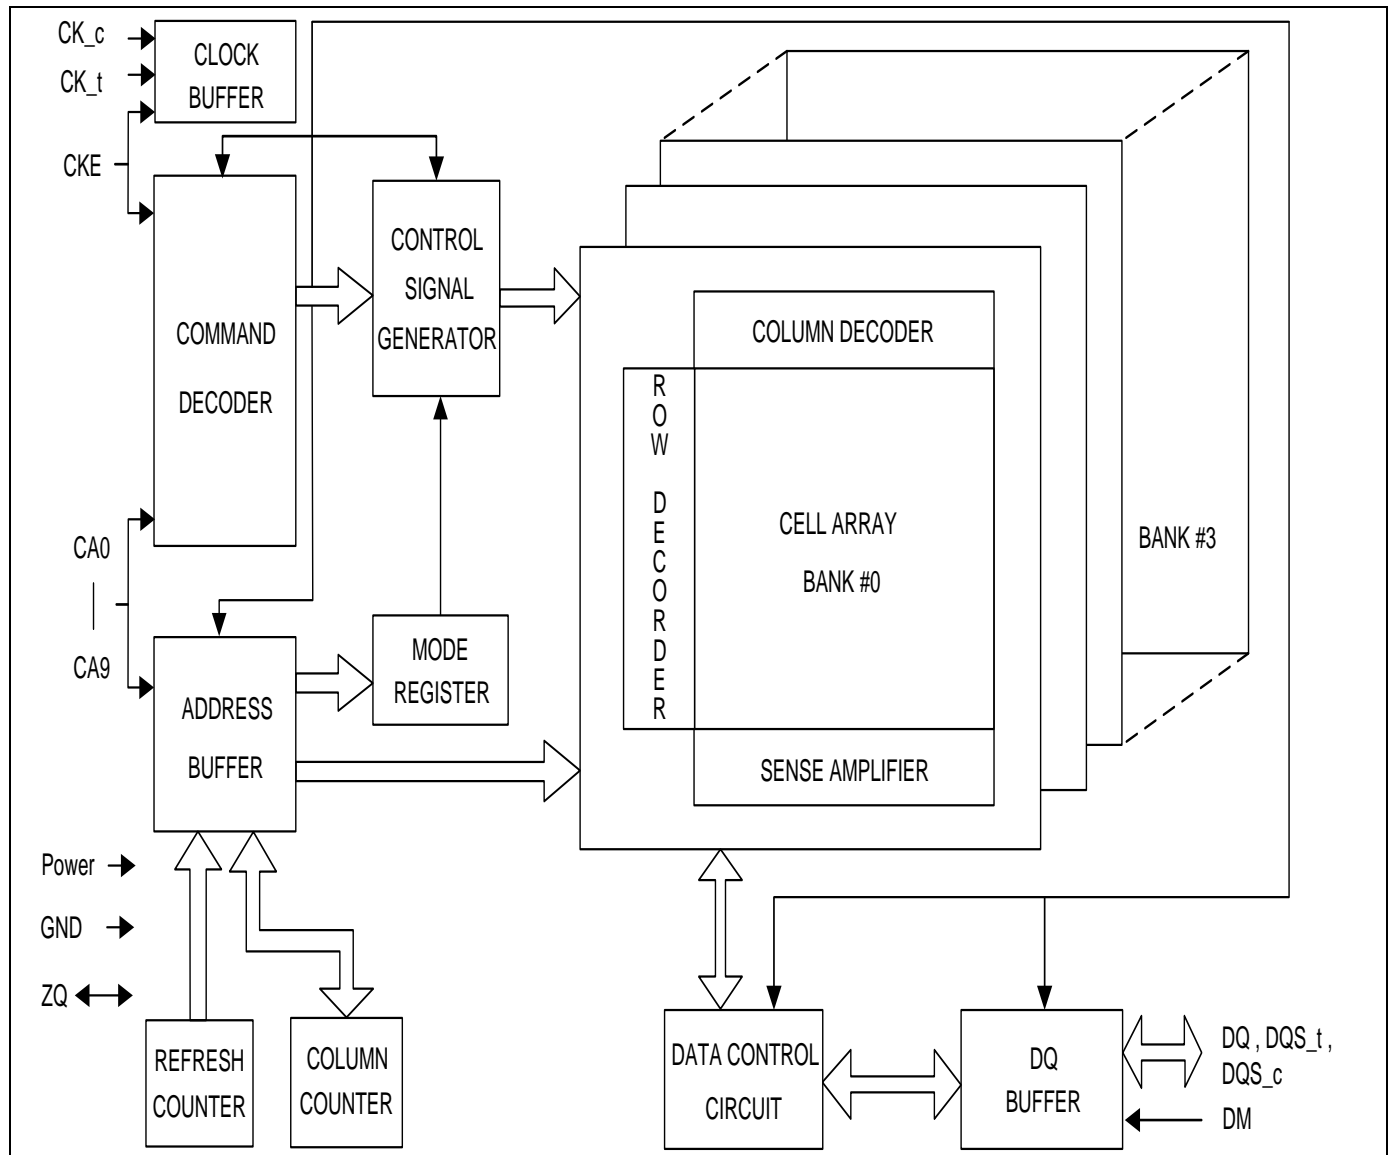 CK_c
CK_t
CKE
CLOCK
BUFFER
COMMAND
DECODER
CONTROL
SIGNAL
GENERATOR
COLUMN DECODER
ROW DECORDER
CELL ARRAY
BANK #0
SENSE AMPLIFIER
BANK #3
CA0
CA9
ADDRESS
BUFFER
MODE
REGISTER
Power
GND
ZQ
REFRESH
COUNTER
COLUMN
COUNTER
DATA CONTROL
CIRCUIT
DQ
BUFFER
DQ , DQS_t ,
DQS_c
DM